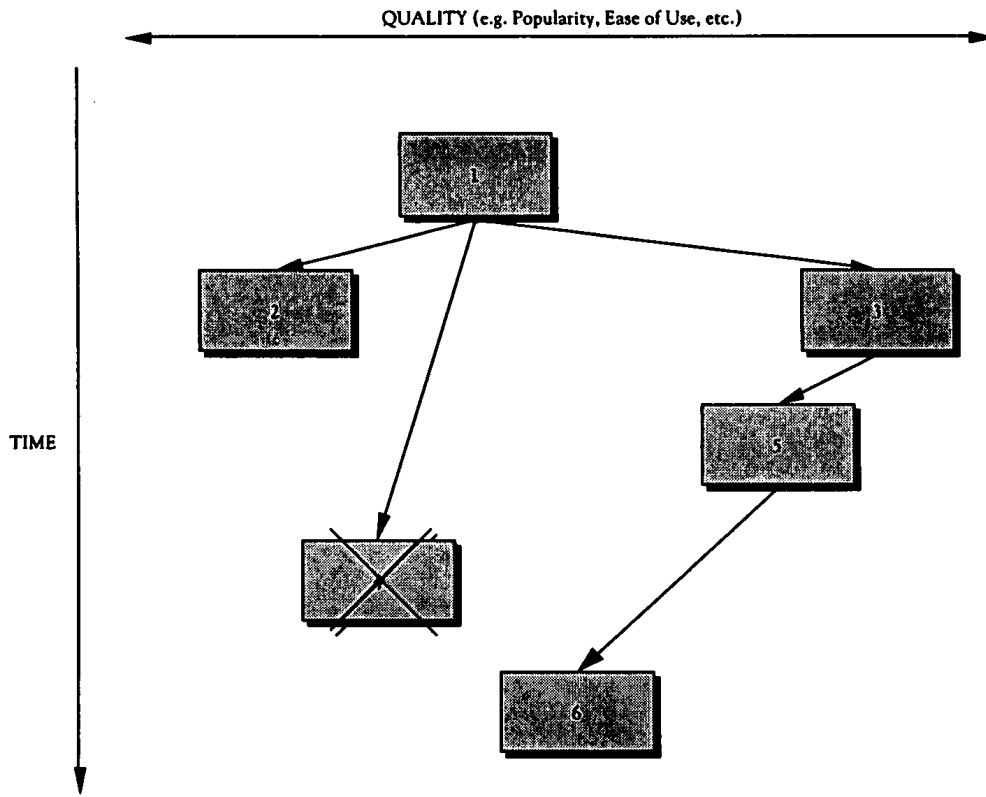 QUALITY (e.g. Popularity, Ease of Use, etc.)
1
2
3
TIME
5
6